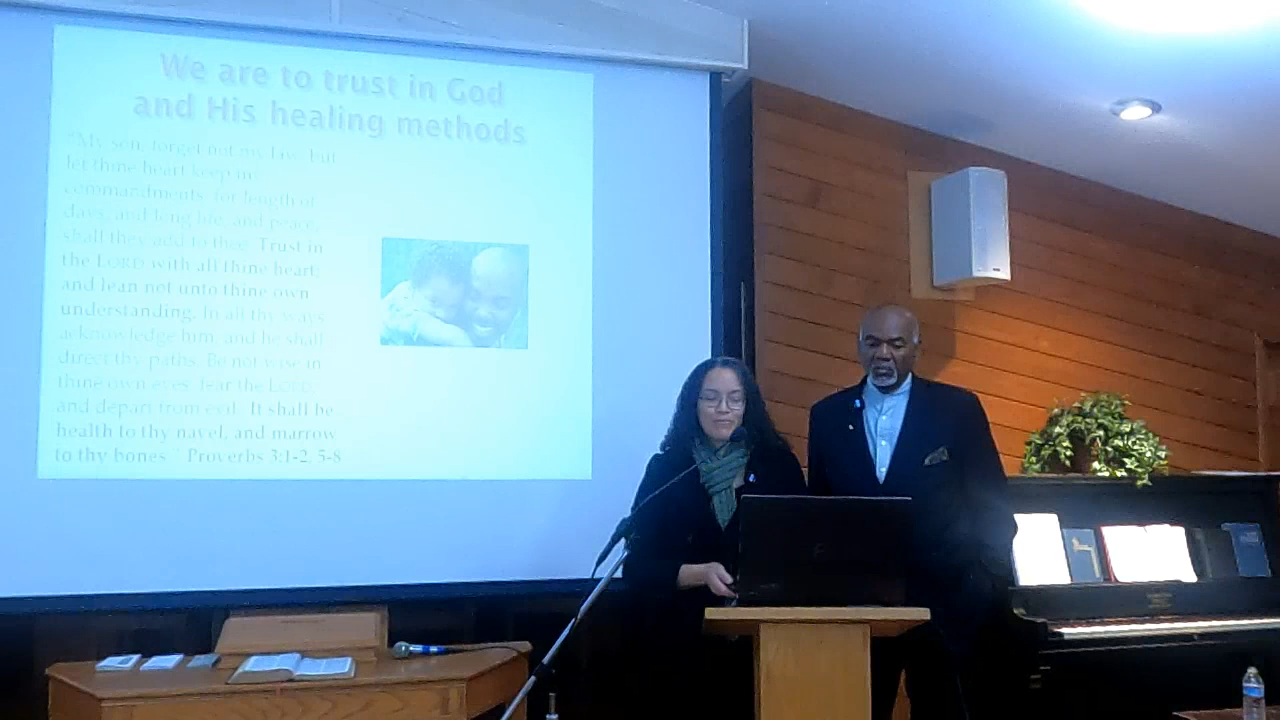 We are to trust in God
and His healing methods
"My son, forget not my law; but
let thine heart keep my
commandments: for length of
days, and long life, and peace,
shall they add to thee. Trust in
the LORD with all thine heart;
and lean not unto thine own
understanding. In all thy ways
acknowledge him, and he shall
direct thy paths. Be not wise in
thine own eyes: fear the LORD,
and depart from evil. It shall be
health to thy navel, and marrow
to thy bones." Proverbs 3:1-2, 5-8